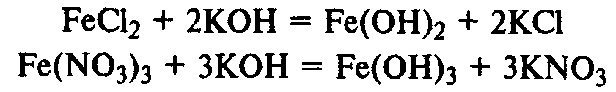 FeCl₂ + 2KOH = Fe(OH)₂ + 2KCl
Fe(NO₃)₃ + 3KOH = Fe(OH)₃ + 3KNO₃